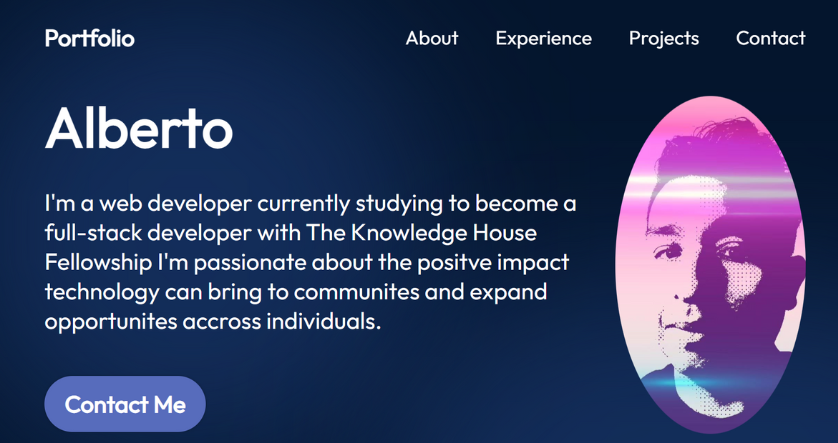 Portfolio
About Experience Projects Contact
Alberto
I'm a web developer currently studying to become a
full-stack developer with The Knowledge House
Fellowship I'm passionate about the positve impact
technology can bring to communites and expand
opportunites accross individuals.
Contact Me